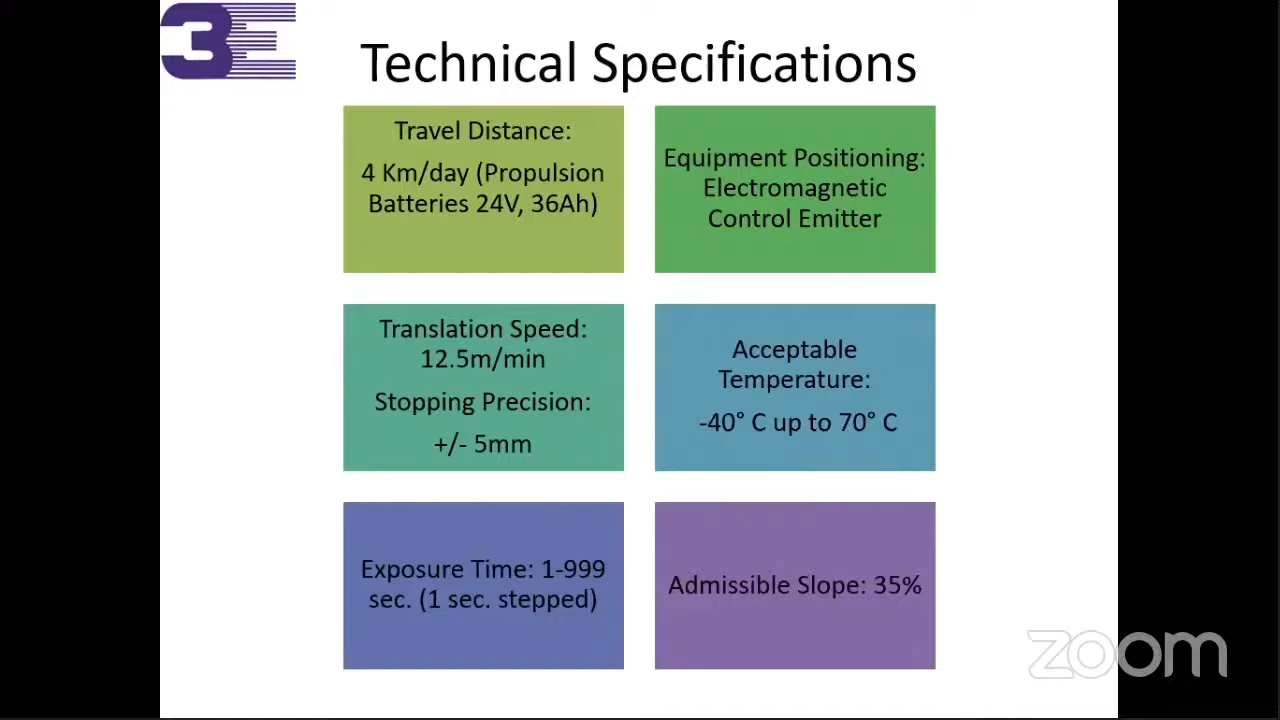 3E
Technical Specifications
Travel Distance:
4 Km/day (Propulsion
Batteries 24V, 36Ah)
Equipment Positioning:
Electromagnetic
Control Emitter
Translation Speed:
12.5m/min
Stopping Precision:
+/- 5mm
Acceptable
Temperature:
-40° C up to 70° C
Exposure Time: 1-999
sec. (1 sec. stepped)
Admissible Slope: 35%
zoom